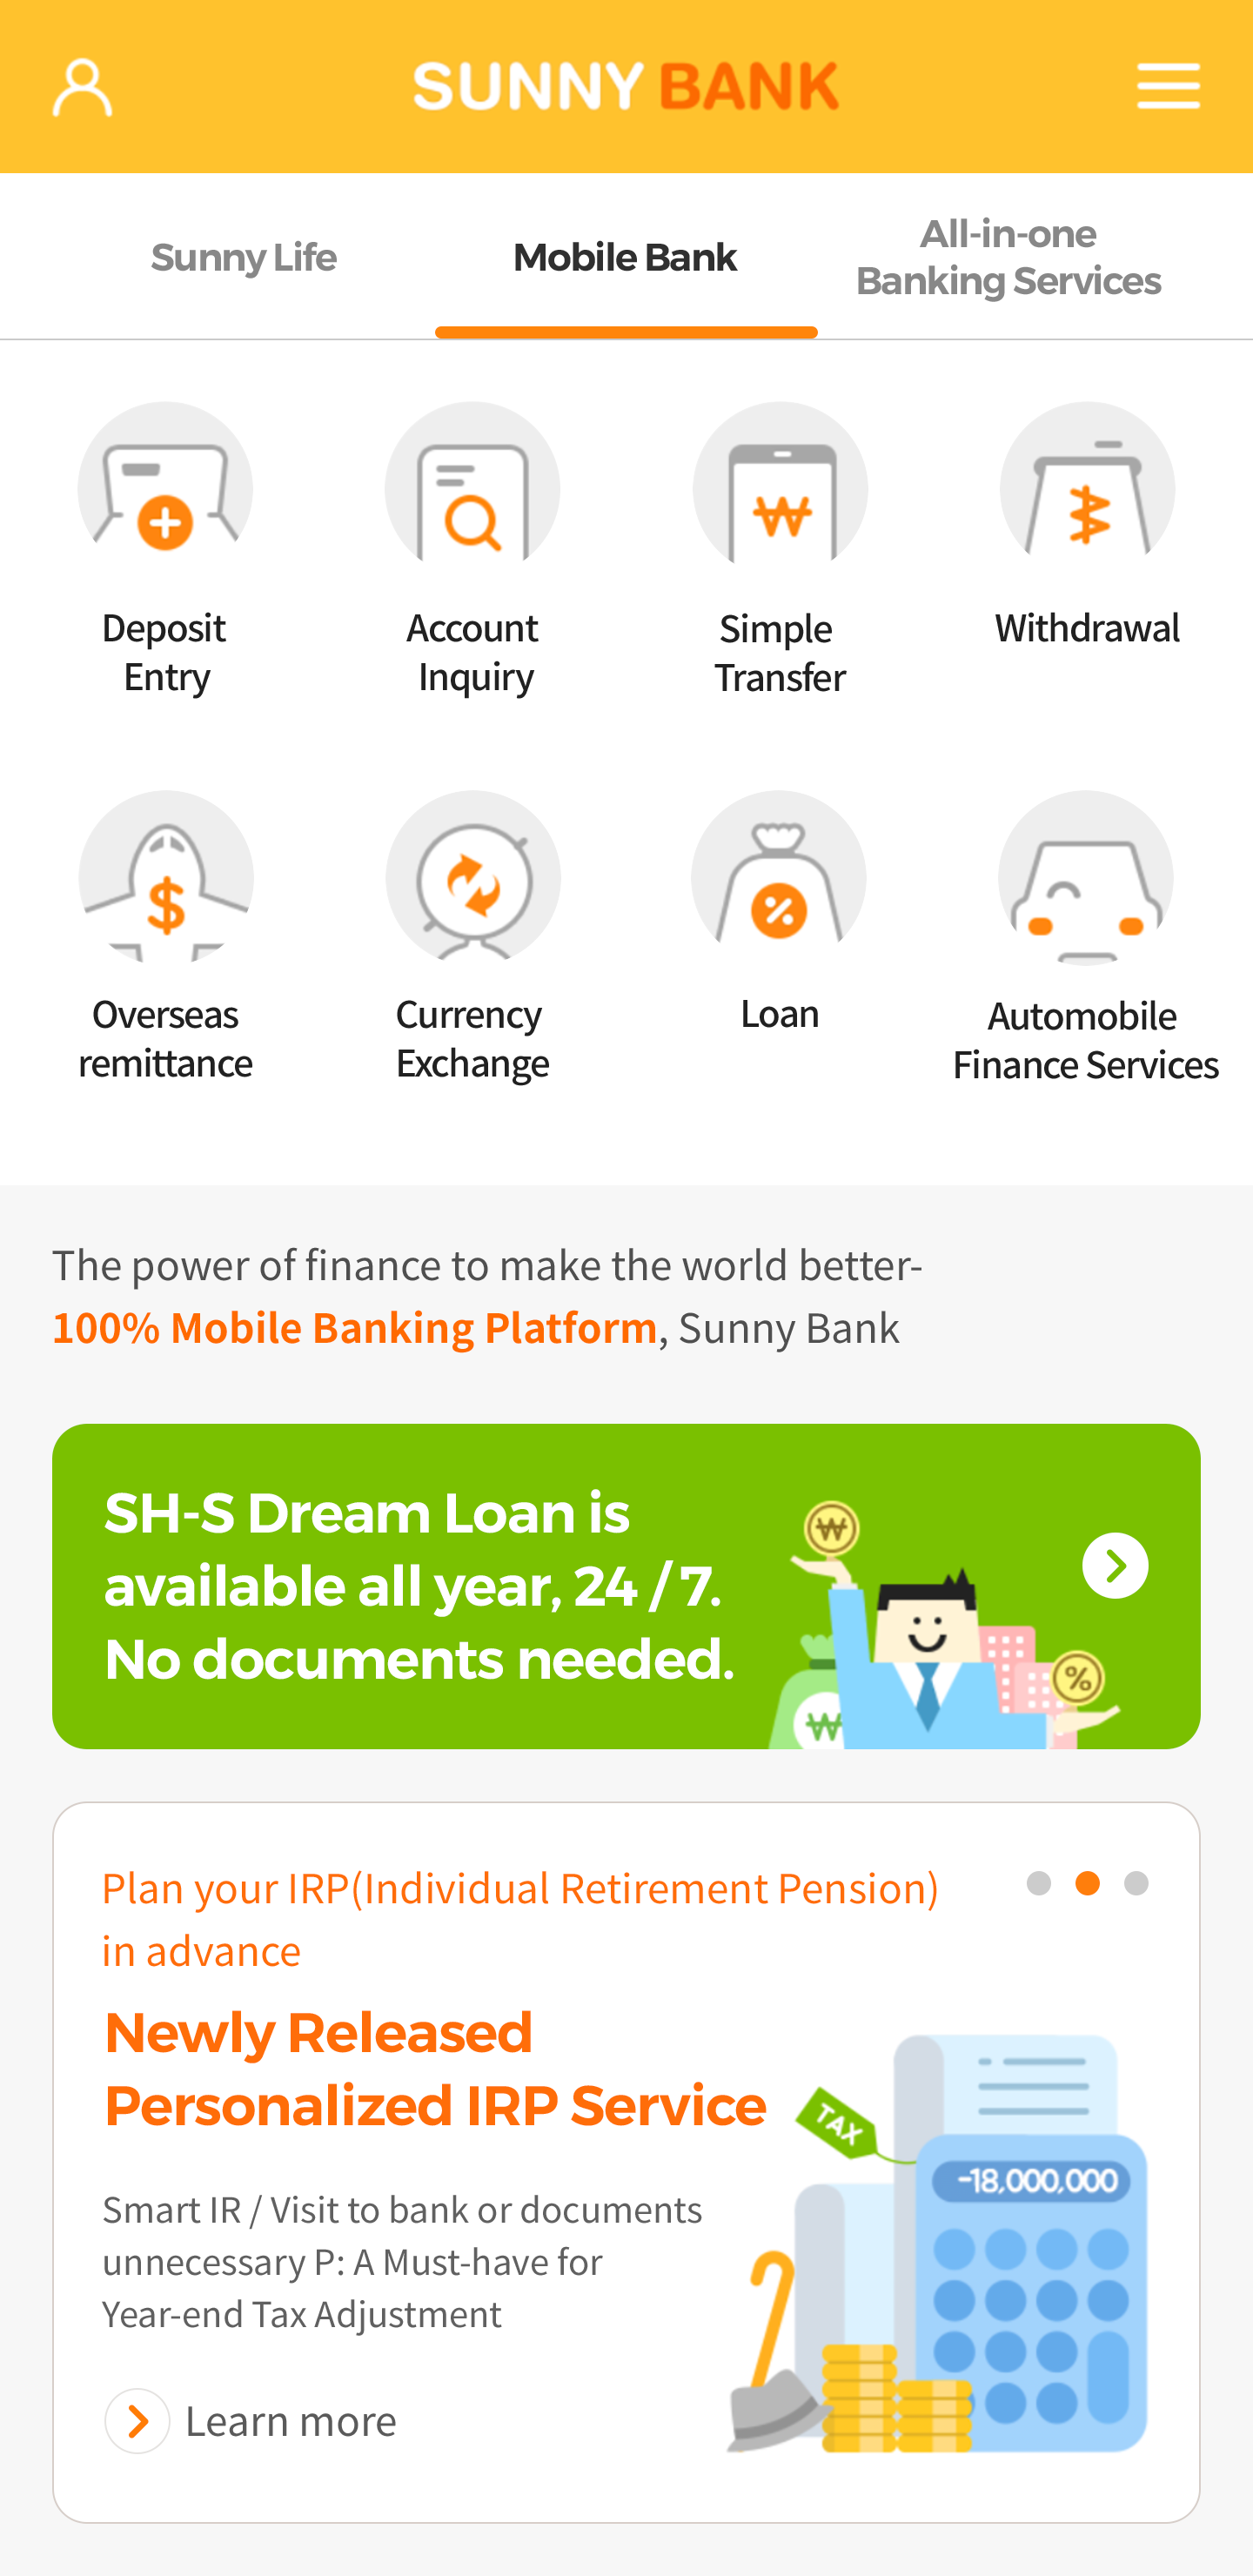 SUNNY BANK
Sunny Life
Mobile Bank
All-in-one
Banking Services
Deposit
Entry
Account
Inquiry
₩
Simple
Transfer
Withdrawal
$
Overseas
remittance
Currency
Exchange
%
Loan
Automobile
Finance Services
The power of finance to make the world better-
100% Mobile Banking Platform, Sunny Bank
SH-S Dream Loan is
available all year, 24 / 7.
No documents needed.
₩
%
₩
Plan your IRP(Individual Retirement Pension)
in advance
Newly Released
Personalized IRP Service
TAX
-18,000,000
Smart IR / Visit to bank or documents
unnecessary P: A Must-have for
Year-end Tax Adjustment
Learn more